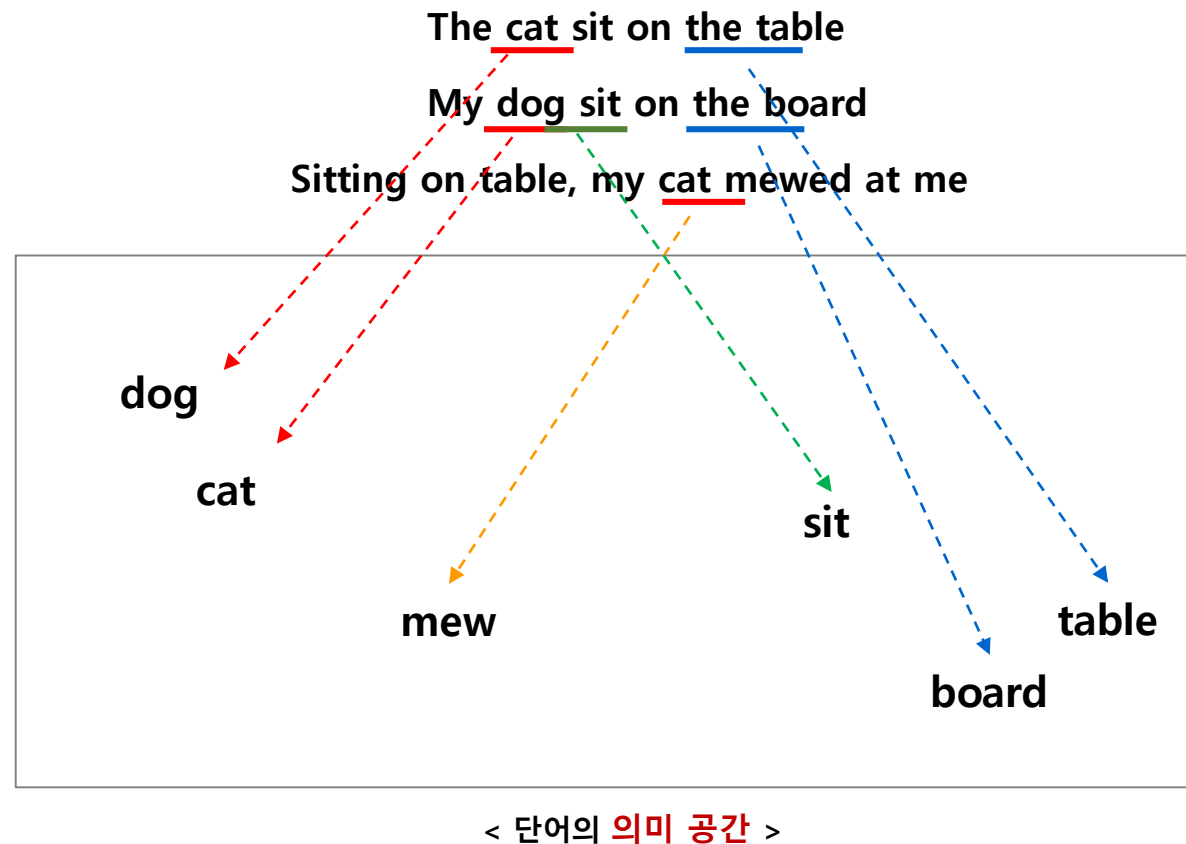 The cat sit on the table
My dog sit on the board
Sitting on table, my cat mewed at me
dog
cat
sit
mew
table
board
< 단어의 의미 공간 >